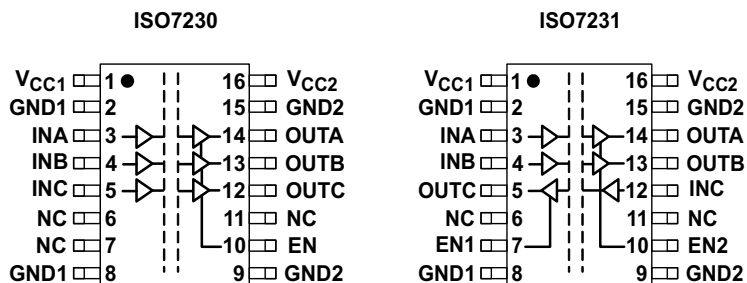 ISO7230
VCC1 1 16 VCC2
GND1 2 15 GND2
INA 3 14 OUTA
INB 4 13 OUTB
INC 5 12 OUTC
NC 6 11 NC
NC 7 10 EN
GND1 8 9 GND2
ISO7231
VCC1 1 16 VCC2
GND1 2 15 GND2
INA 3 14 OUTA
INB 4 13 OUTB
OUTC 5 12 INC
NC 6 11 NC
EN1 7 10 EN2
GND1 8 9 GND2